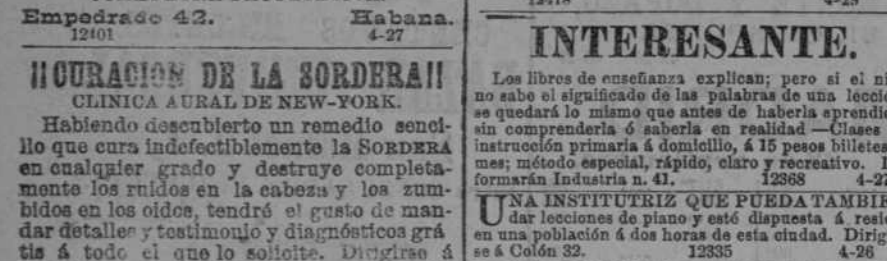 Empedrado 42. Habana.
12401 4-27
¡¡CURACION DE LA SORDERA!!
CLINICA AURAL DE NEW-YORK.
Habiendo descubierto un remedio senci-
llo que cura indefectiblemente la SORDERA
en cualquier grado y destruye completa-
mente los ruidos en la cabeza y los zum-
bidos en los oidos, tendré el gusto de man-
dar detalles y testimonio y diagnósticos grá
tis á todo el que lo solicite. Dirigirse á
12418 4-25
INTERESANTE.
Los libros de enseñanza explican; pero si el ni
no sabe el significado de las palabras de una lecci
se quedará lo mismo que antes de haberla aprendi
sin comprenderla ó saberla en realidad—Clases
instrucción primaria á domicilio, á 15 pesos billetes
mes; método especial, rápido, claro y recreativo.
formarán Industria n. 41. 12368 4-27
UNA INSTITUTRIZ QUE PUEDA TAMBIE
dar lecciones de piano y esté dispuesta á resi
en una población á dos horas de esta ciudad. Dirig
se á Colón 32. 12335 4-26